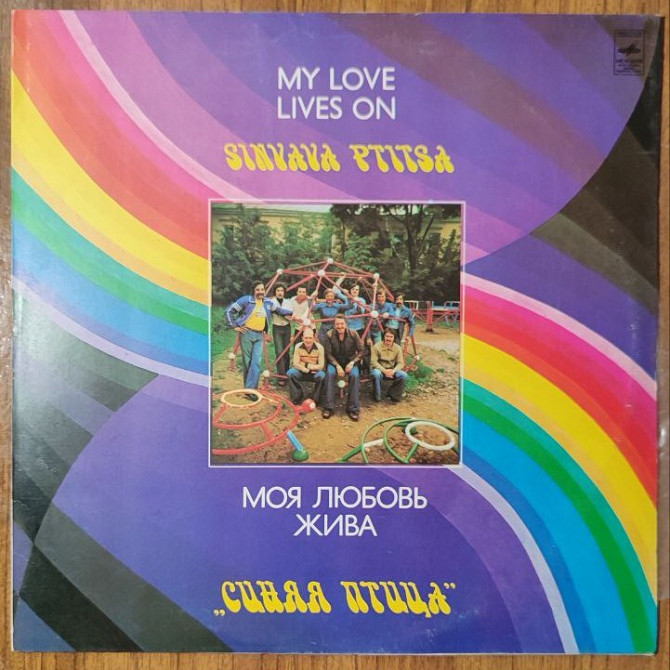 MY LOVE
LIVES ON
SINYAYA PTITSA
МОЯ ЛЮБОВЬ
ЖИВА
„СИНЯЯ ПТИЦА”